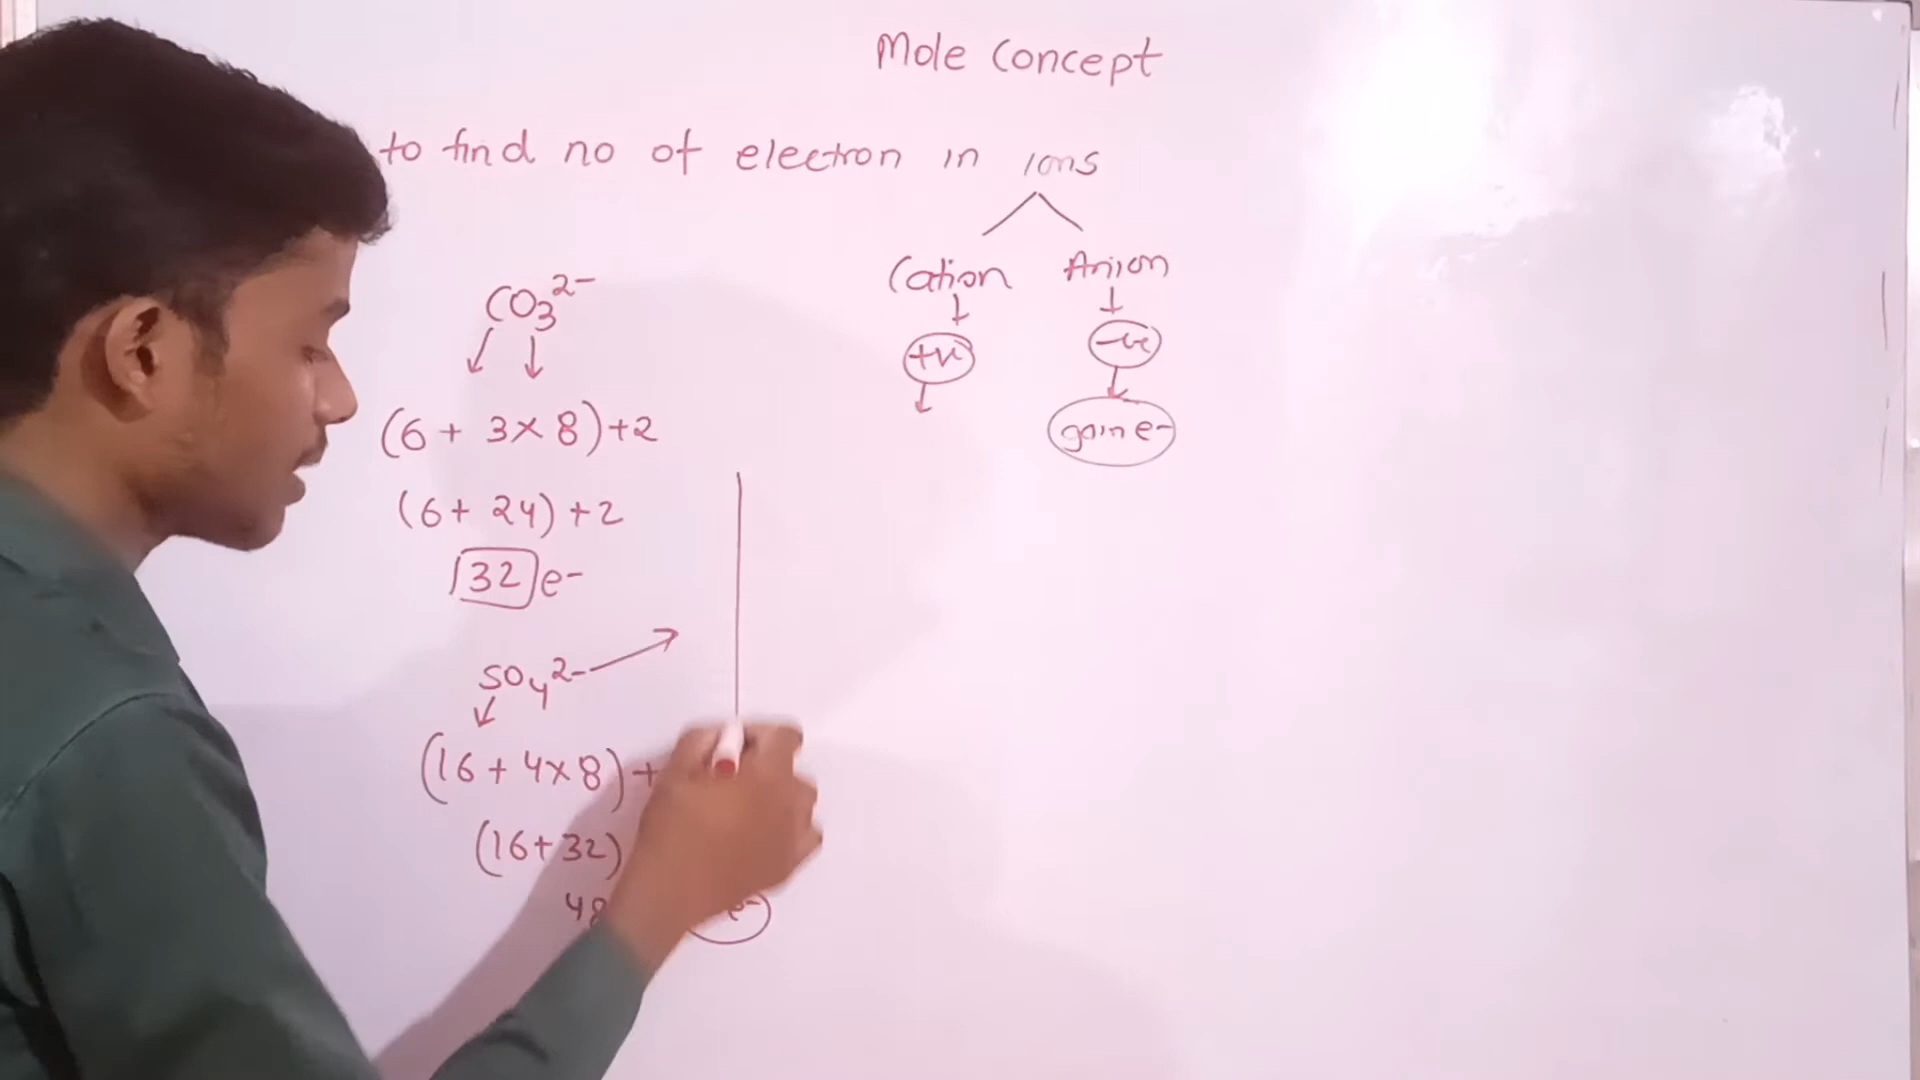 Mole Concept
to find no of electron in ions
Cation Anion
+ve -ve
gain e-
CO3 2-
(6 + 3×8)+2
(6 + 24) +2
32 e-
SO4 2-
(16 + 4×8) +
(16+32)
48 e-